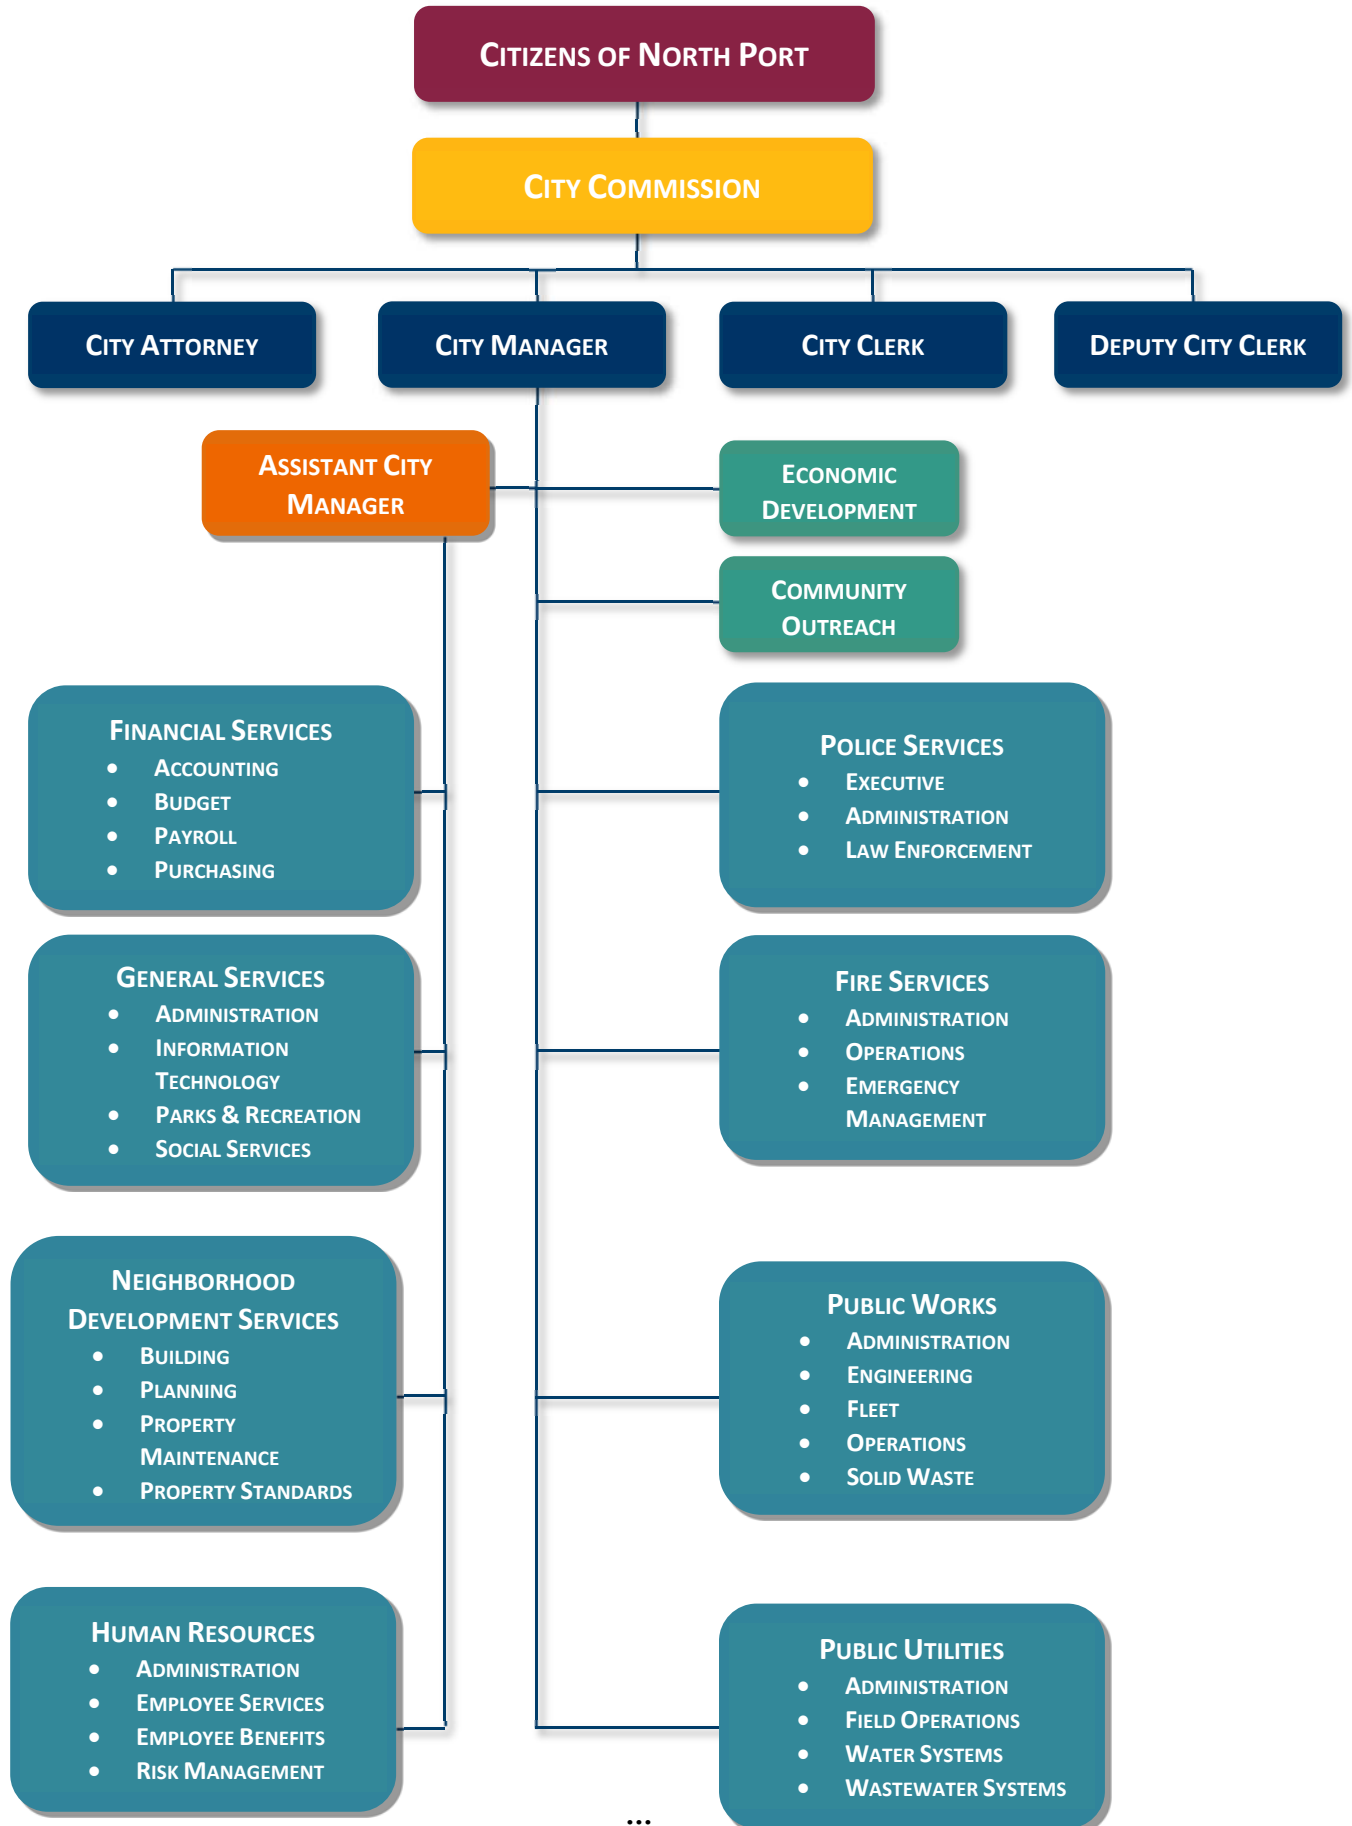 CITIZENS OF NORTH PORT
CITY COMMISSION
CITY ATTORNEY
CITY MANAGER
CITY CLERK
DEPUTY CITY CLERK
ASSISTANT CITY
MANAGER
ECONOMIC
DEVELOPMENT
COMMUNITY
OUTREACH
FINANCIAL SERVICES
• ACCOUNTING
• BUDGET
• PAYROLL
• PURCHASING
POLICE SERVICES
• EXECUTIVE
• ADMINISTRATION
• LAW ENFORCEMENT
GENERAL SERVICES
• ADMINISTRATION
• INFORMATION
TECHNOLOGY
• PARKS & RECREATION
• SOCIAL SERVICES
FIRE SERVICES
• ADMINISTRATION
• OPERATIONS
• EMERGENCY
MANAGEMENT
NEIGHBORHOOD
DEVELOPMENT SERVICES
• BUILDING
• PLANNING
• PROPERTY
MAINTENANCE
• PROPERTY STANDARDS
PUBLIC WORKS
• ADMINISTRATION
• ENGINEERING
• FLEET
• OPERATIONS
• SOLID WASTE
HUMAN RESOURCES
• ADMINISTRATION
• EMPLOYEE SERVICES
• EMPLOYEE BENEFITS
• RISK MANAGEMENT
PUBLIC UTILITIES
• ADMINISTRATION
• FIELD OPERATIONS
• WATER SYSTEMS
• WASTEWATER SYSTEMS
...